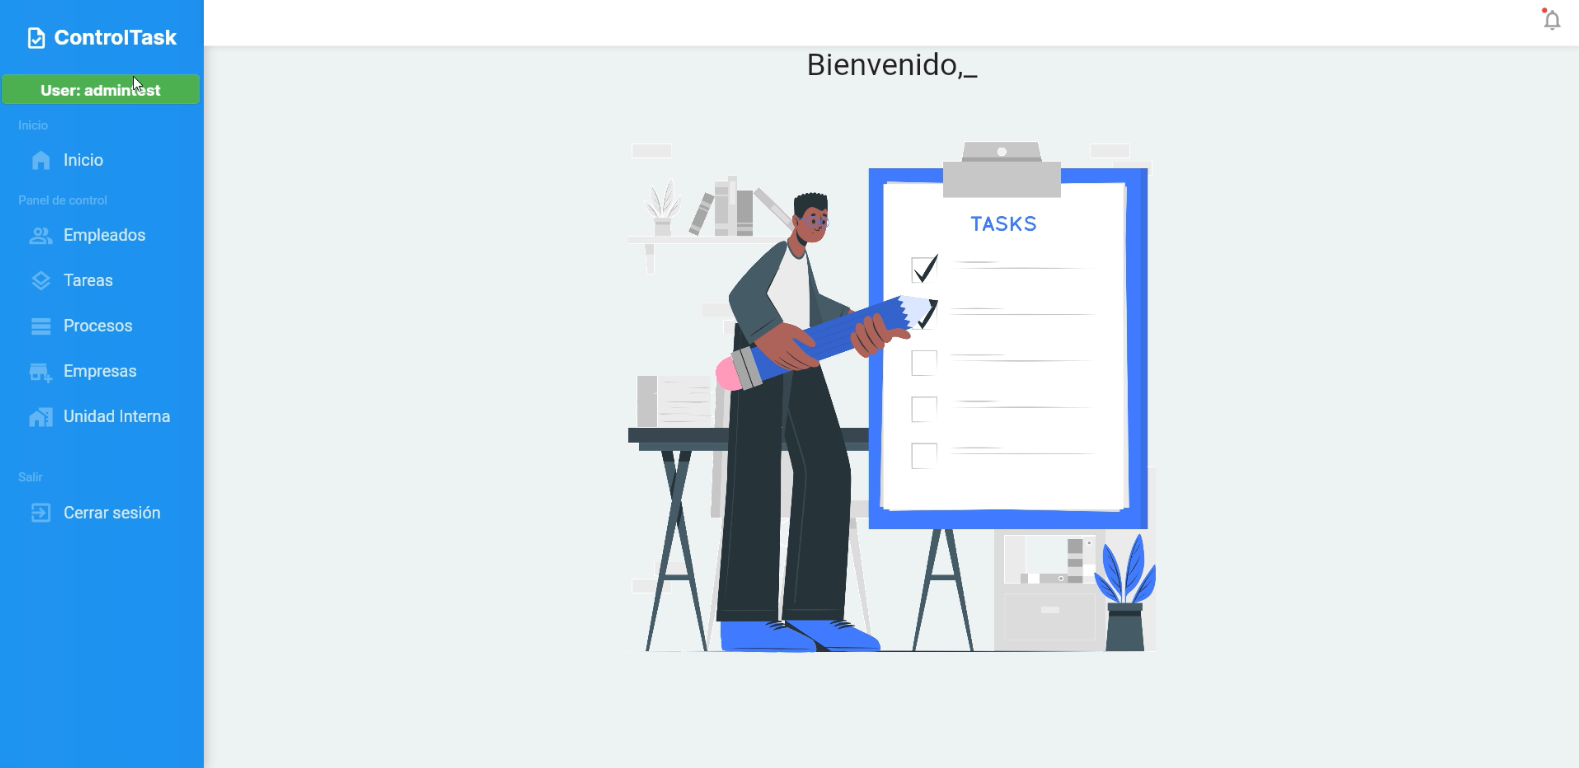 ControlTask
User: admintest
Inicio
Inicio
Panel de control
Empleados
Tareas
Procesos
Empresas
Unidad Interna
Salir
Cerrar sesión
Bienvenido,_
TASKS